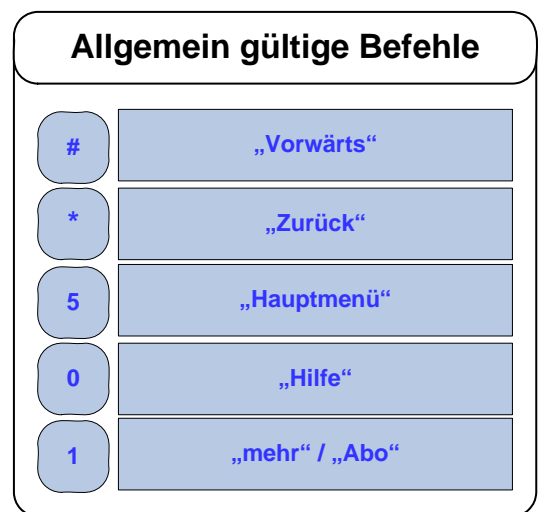 Allgemein gültige Befehle
# „Vorwärts“
* „Zurück“
5 „Hauptmenü“
0 „Hilfe“
1 „mehr“ / „Abo“